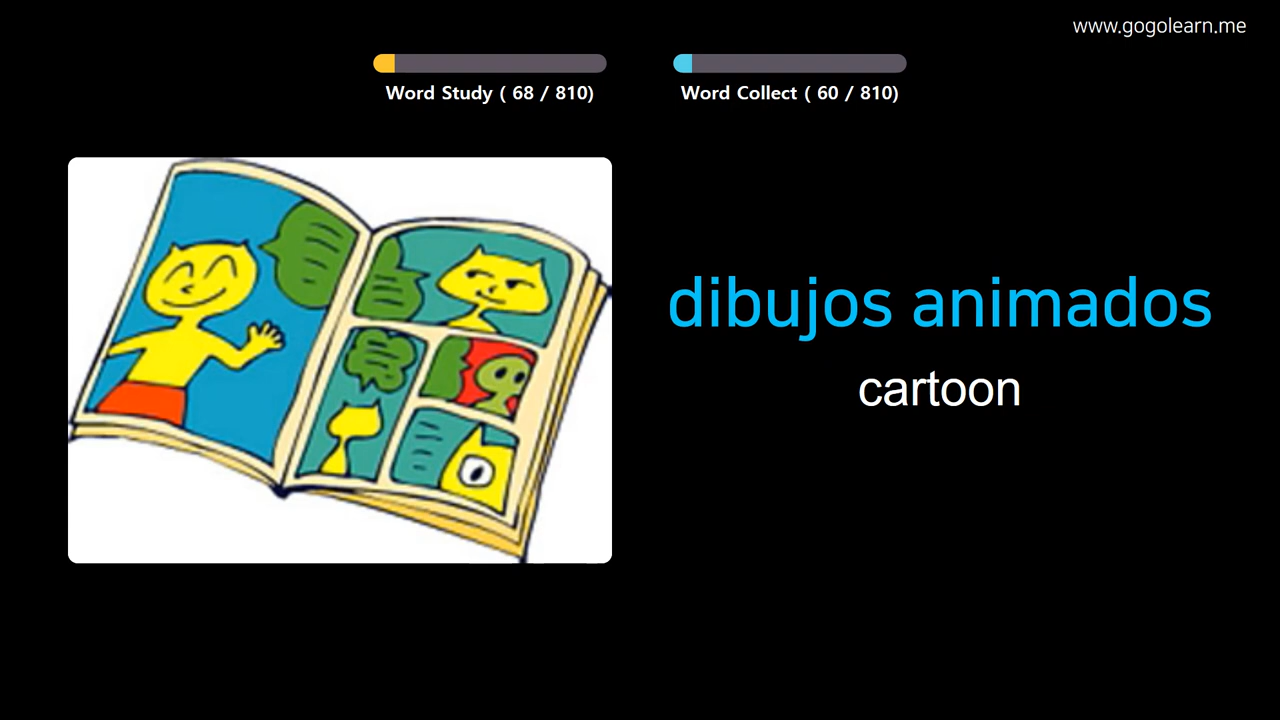 www.gogolearn.me
Word Study ( 68 / 810)
Word Collect ( 60 / 810)
dibujos animados
cartoon